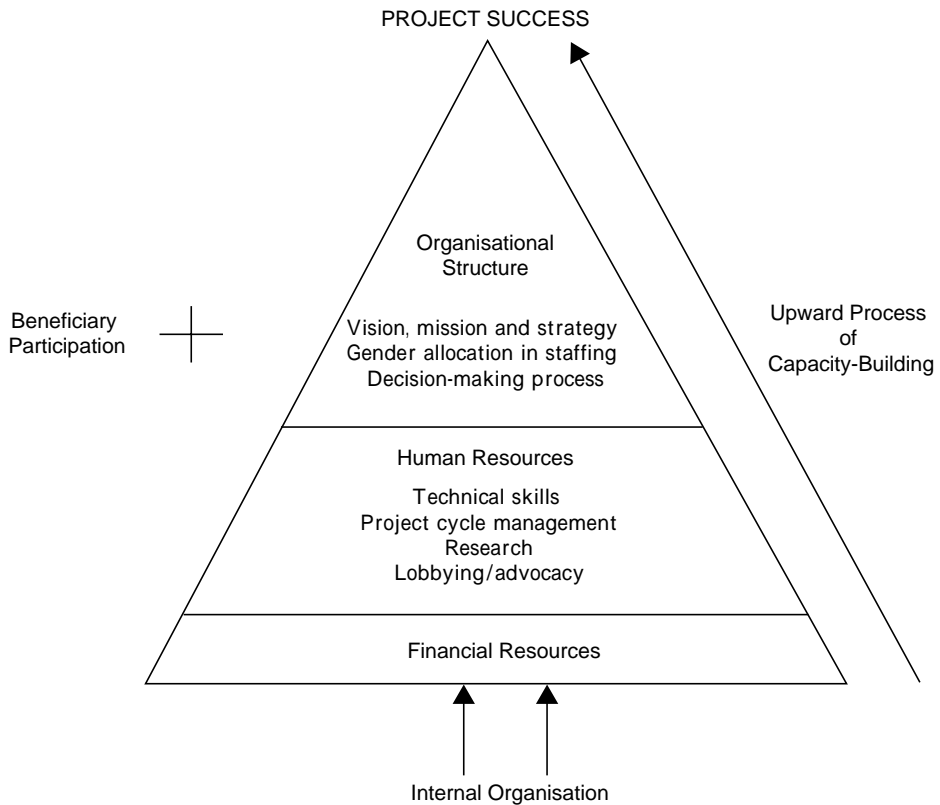 PROJECT SUCCESS
Organisational
Structure
Vision, mission and strategy
Gender allocation in staffing
Decision-making process
Beneficiary
Participation
Upward Process
of
Capacity-Building
Human Resources
Technical skills
Project cycle management
Research
Lobbying/advocacy
Financial Resources
Internal Organisation